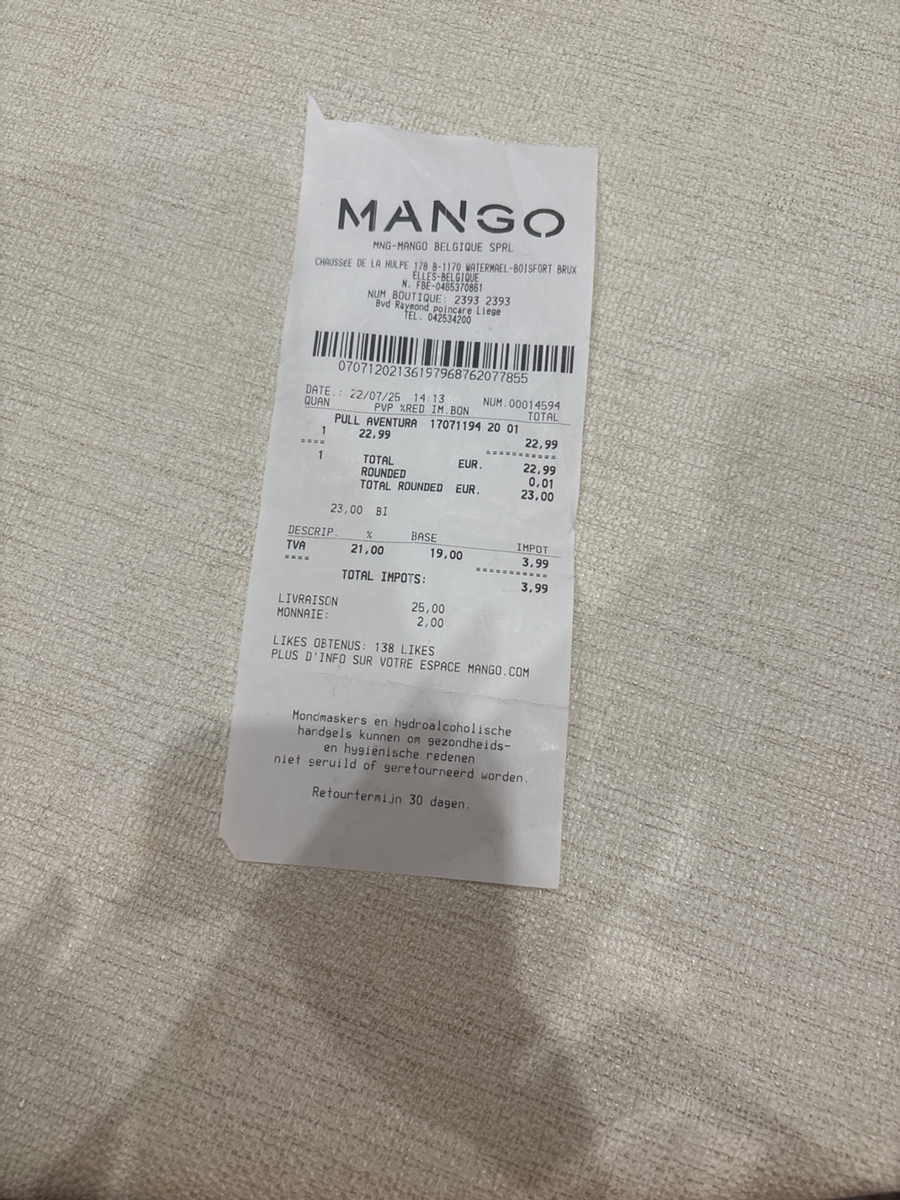 MANGO
MNG-MANGO BELGIQUE SPRL
CHAUSSéE DE LA HULPE 178 B-1170 WATERMAEL-BOISFORT BRUX
ELLES-BELGIQUE
N. FBE-0465370861
NUM BOUTIQUE: 2393 2393
Bvd Raymond poincare Liege
TEL. 042534200
07071202136197968762077855
DATE.: 22/07/25 14:13 NUM.00014594
QUAN PVP %RED IM.BON TOTAL
PULL AVENTURA 17071194 20 01
1 22,99 22,99
==== ===========
1 TOTAL EUR. 22,99
ROUNDED 0,01
TOTAL ROUNDED EUR. 23,00
23,00 BI
DESCRIP. % BASE IMPOT
TVA 21,00 19,00 3,99
==== ===========
TOTAL IMPOTS: 3,99
LIVRAISON 25,00
MONNAIE: 2,00
LIKES OBTENUS: 138 LIKES
PLUS D'INFO SUR VOTRE ESPACE MANGO.COM
Mondmaskers en hydroalcoholische
handgels kunnen om gezondheids-
en hygiënische redenen
niet geruild of geretourneerd worden.
Retourtermijn 30 dagen.